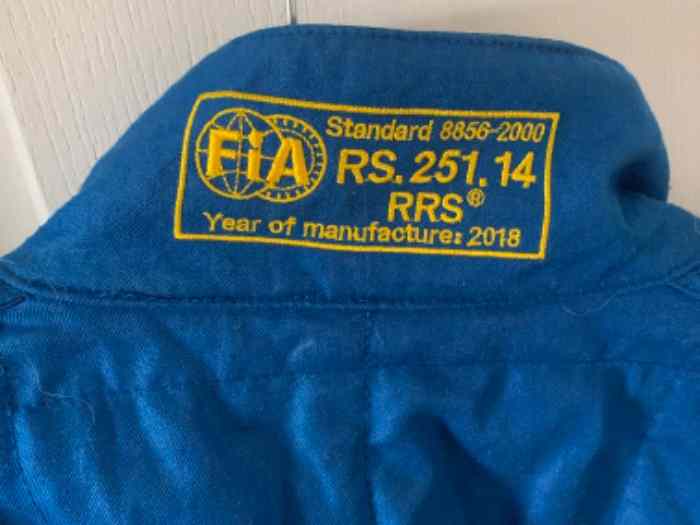 FiA
Standard 8856-2000
RS.251.14
RRS®
Year of manufacture: 2018